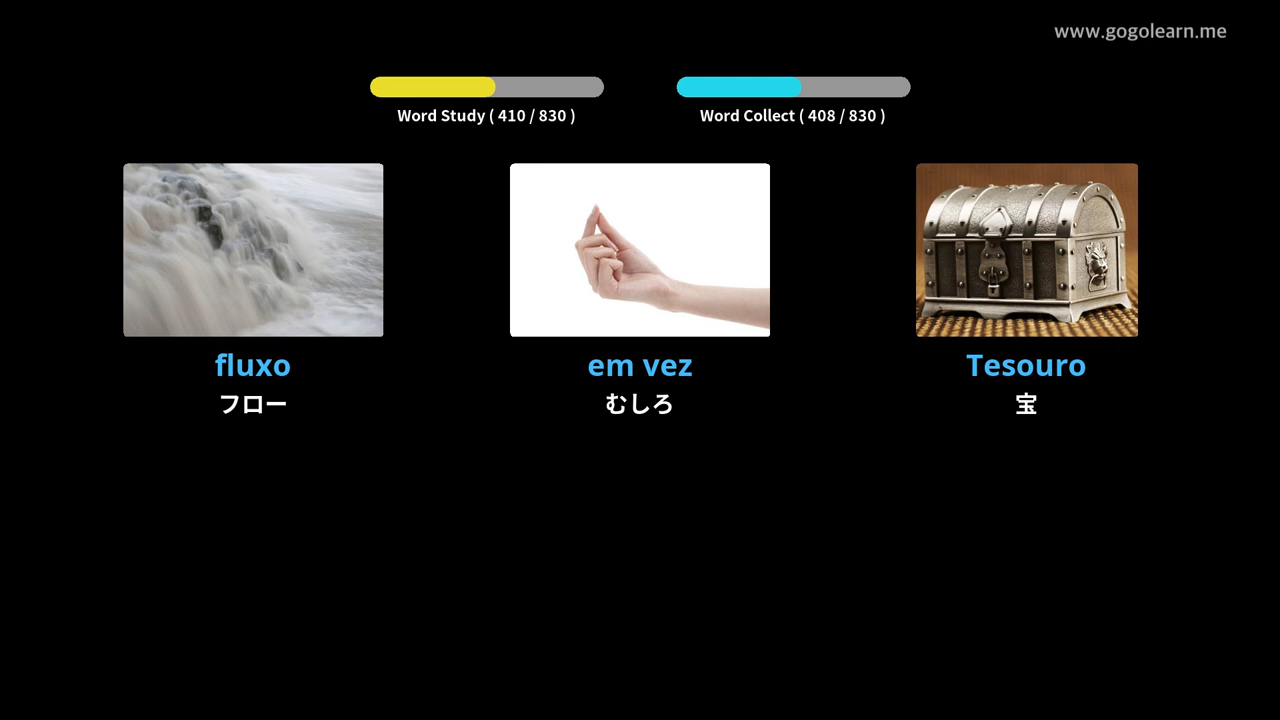 www.gogolearn.me
Word Study ( 410 / 830 )
Word Collect ( 408 / 830 )
fluxo
フロー
em vez
むしろ
Tesouro
宝